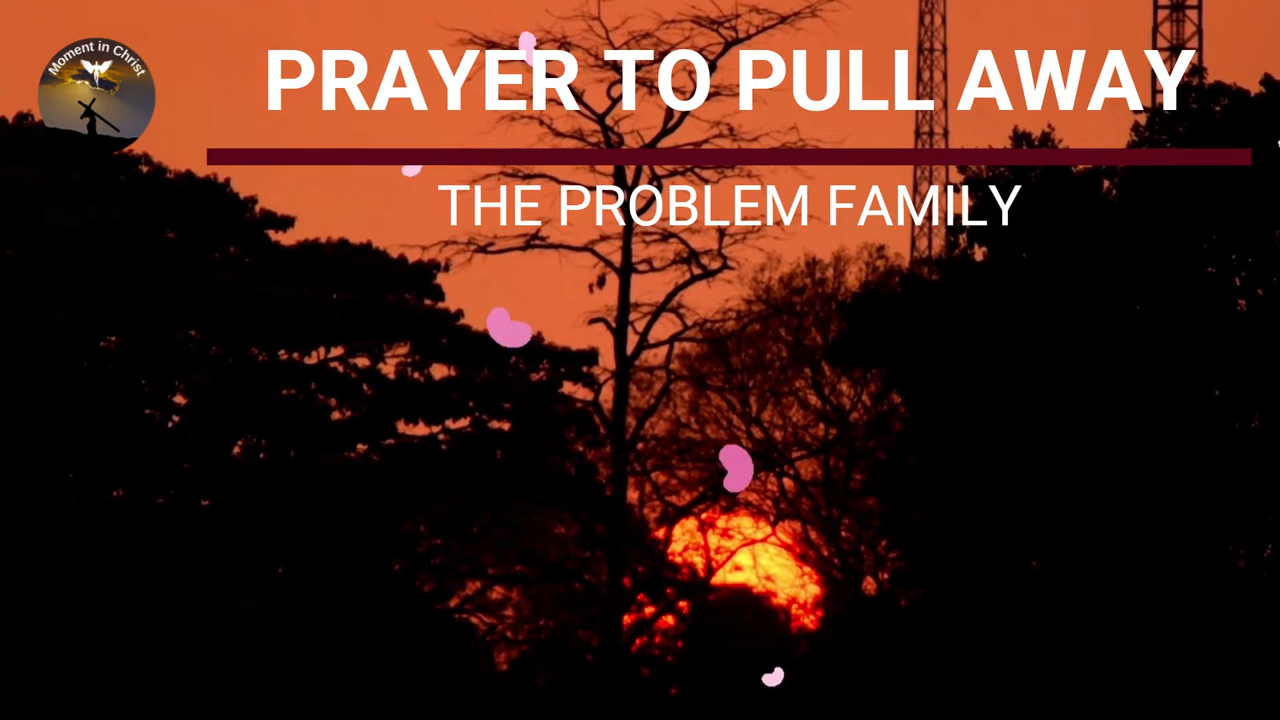 Moment in Christ
PRAYER TO PULL AWAY
THE PROBLEM FAMILY